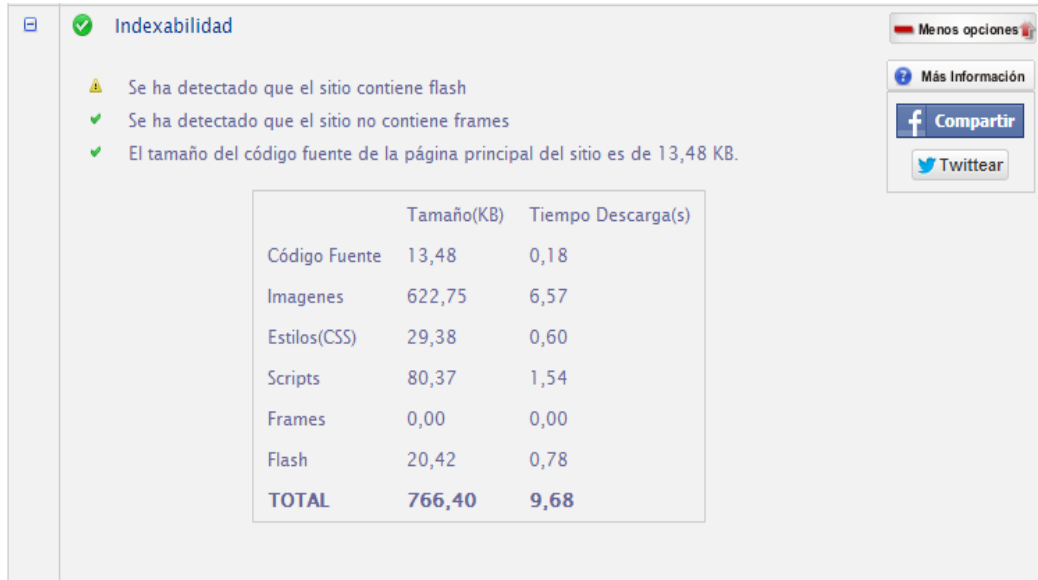 Indexabilidad
Menos opciones
Más Información
Se ha detectado que el sitio contiene flash
Se ha detectado que el sitio no contiene frames
El tamaño del código fuente de la página principal del sitio es de 13,48 KB.
f Compartir
Twittear
Tamaño(KB) Tiempo Descarga(s)
Código Fuente 13,48 0,18
Imagenes 622,75 6,57
Estilos(CSS) 29,38 0,60
Scripts 80,37 1,54
Frames 0,00 0,00
Flash 20,42 0,78
TOTAL 766,40 9,68